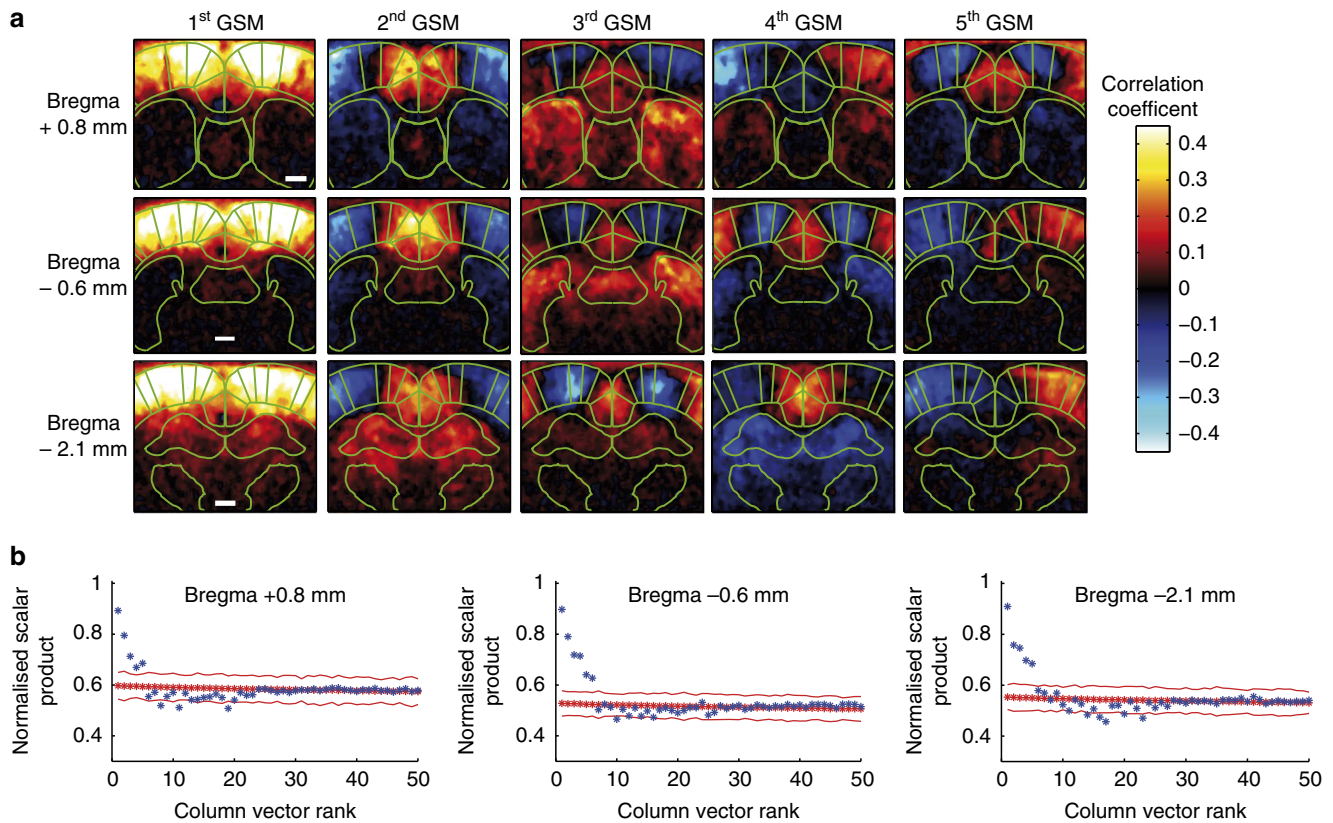 a
1st GSM 2nd GSM 3rd GSM 4th GSM 5th GSM
Bregma
+ 0.8 mm
Bregma
– 0.6 mm
Bregma
– 2.1 mm
Correlation
coefficent
0.4
0.3
0.2
0.1
0
–0.1
–0.2
–0.3
–0.4
b
Normalised scalar
product
1
0.8
0.6
0.4
0 10 20 30 40 50
Bregma +0.8 mm
Column vector rank
Normalised scalar
product
1
0.8
0.6
0.4
0 10 20 30 40 50
Bregma –0.6 mm
Column vector rank
Normalised scalar
product
1
0.8
0.6
0.4
0 10 20 30 40 50
Bregma –2.1 mm
Column vector rank